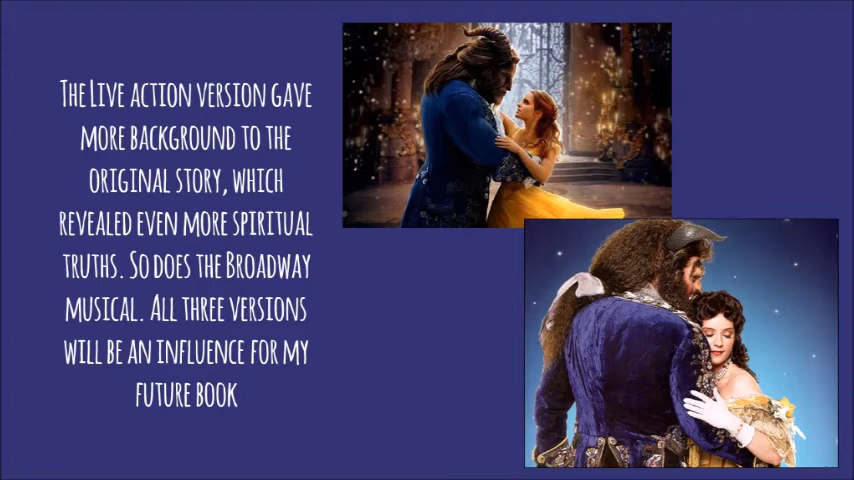 The Live action version gave
more background to the
original story, which
revealed even more spiritual
truths. So does the Broadway
musical. All three versions
will be an influence for my
future book